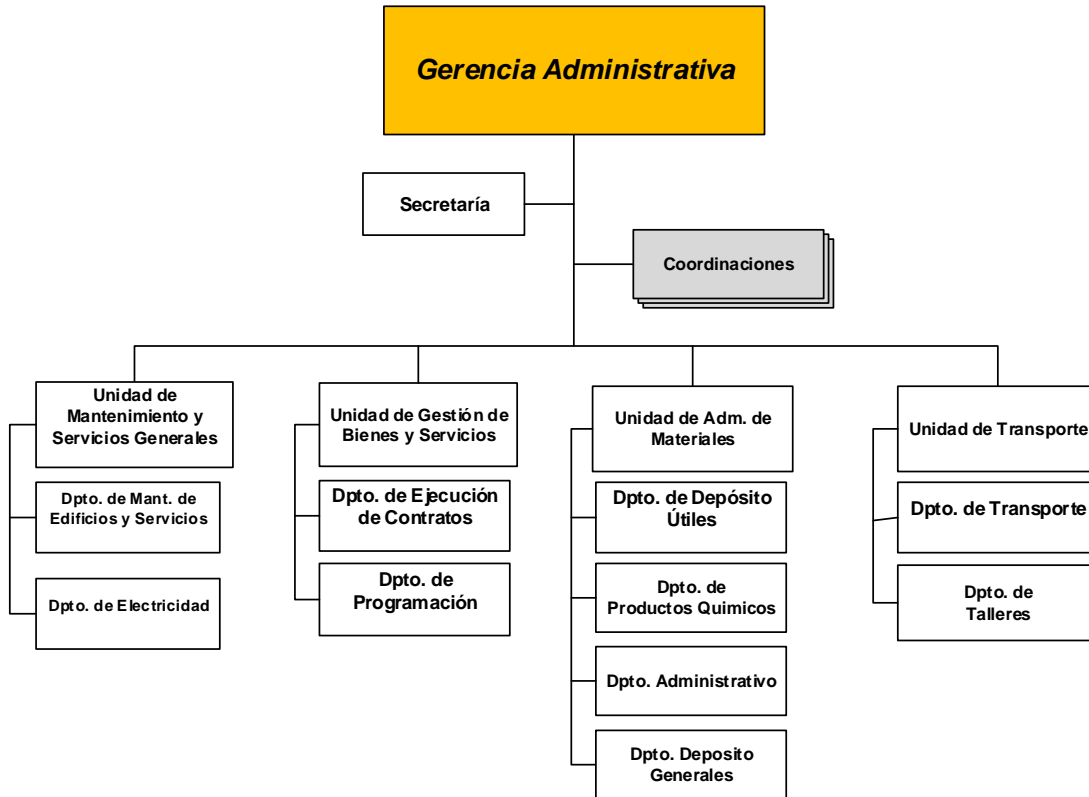 Gerencia Administrativa
Secretaría
Coordinaciones
Unidad de
Mantenimiento y
Servicios Generales
Dpto. de Mant. de
Edificios y Servicios
Dpto. de Electricidad
Unidad de Gestión de
Bienes y Servicios
Dpto. de Ejecución
de Contratos
Dpto. de
Programación
Unidad de Adm. de
Materiales
Dpto. de Depósito
Útiles
Dpto. de
Productos Quimicos
Dpto. Administrativo
Dpto. Deposito
Generales
Unidad de Transporte
Dpto. de Transporte
Dpto. de
Talleres